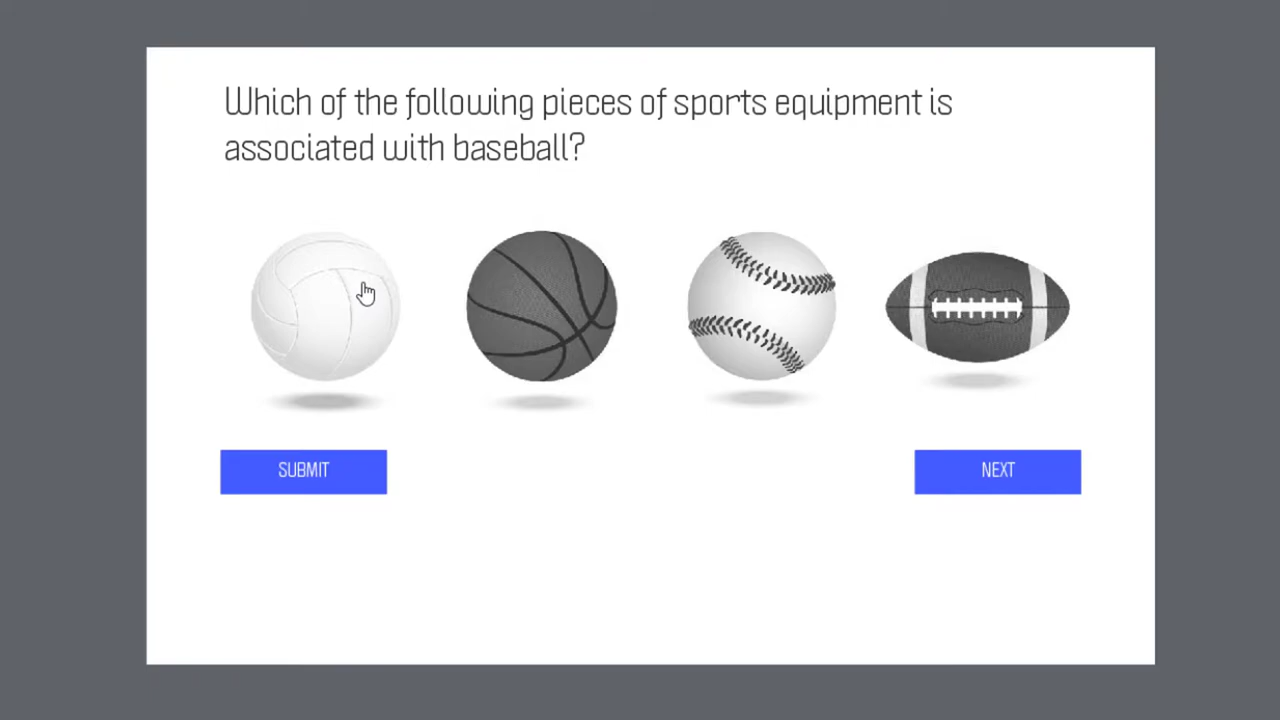 Which of the following pieces of sports equipment is
associated with baseball?
SUBMIT
NEXT